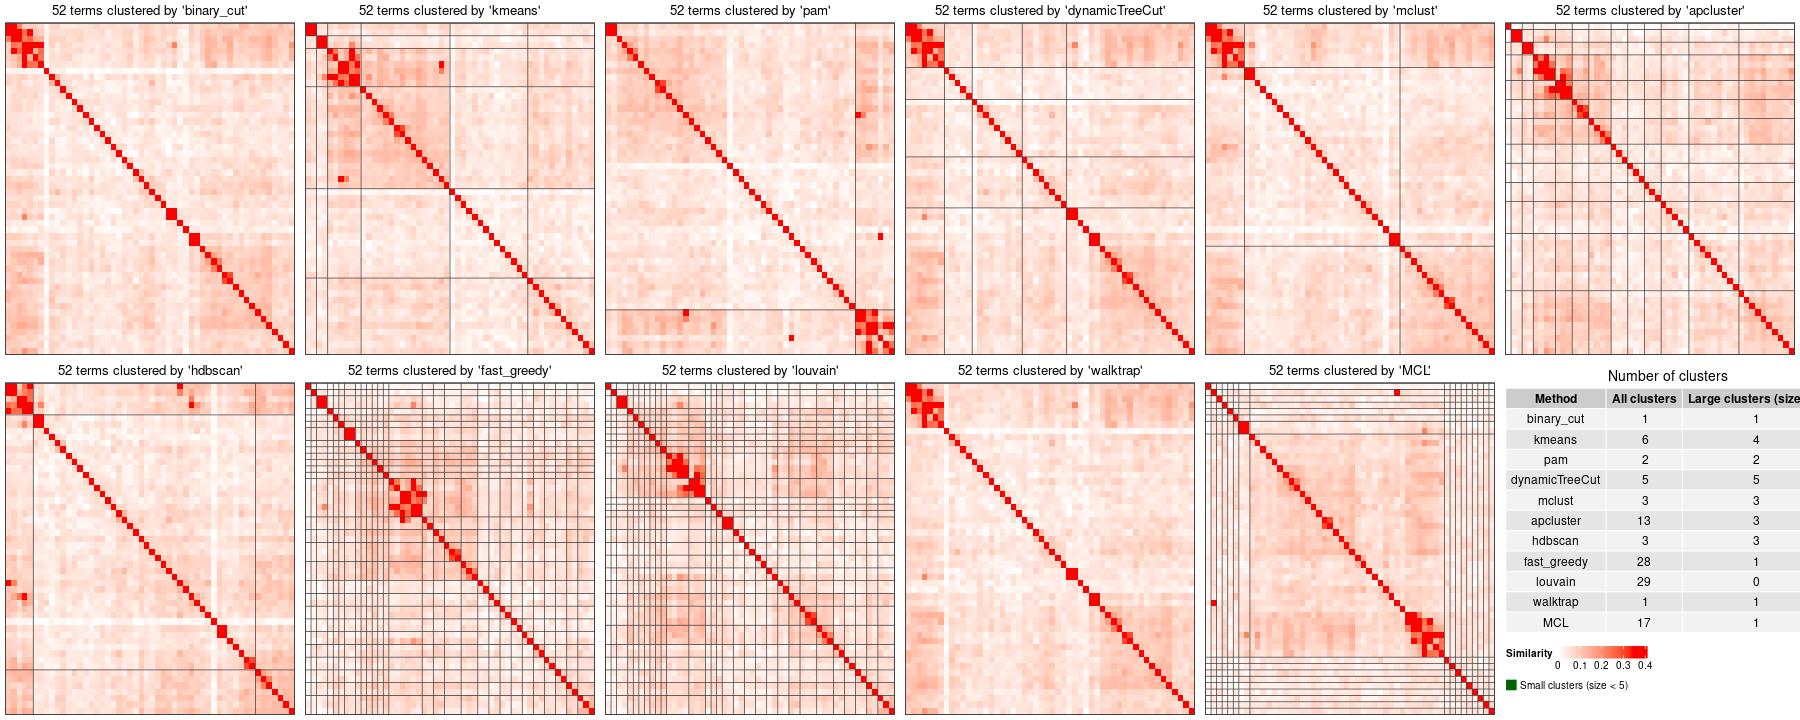 52 terms clustered by 'binary_cut'
52 terms clustered by 'kmeans'
52 terms clustered by 'pam'
52 terms clustered by 'dynamicTreeCut'
52 terms clustered by 'mclust'
52 terms clustered by 'apcluster'
52 terms clustered by 'hdbscan'
52 terms clustered by 'fast_greedy'
52 terms clustered by 'louvain'
52 terms clustered by 'walktrap'
52 terms clustered by 'MCL'
Number of clusters
Method All clusters Large clusters (size
binary_cut 1 1
kmeans 6 4
pam 2 2
dynamicTreeCut 5 5
mclust 3 3
apcluster 13 3
hdbscan 3 3
fast_greedy 28 1
louvain 29 0
walktrap 1 1
MCL 17 1
Similarity
0 0.1 0.2 0.3 0.4
Small clusters (size < 5)